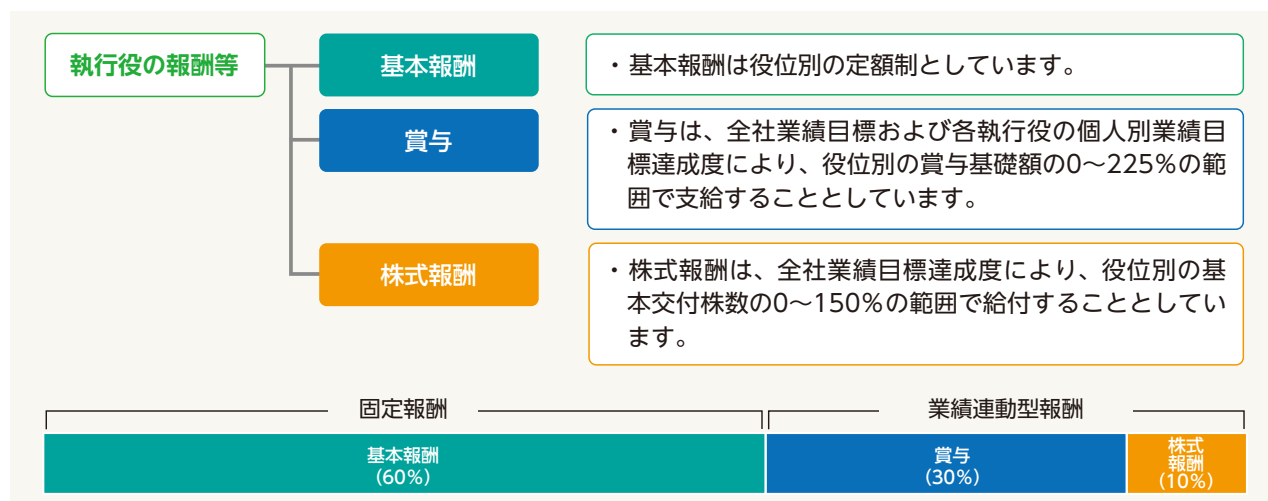 執行役の報酬等
基本報酬
・基本報酬は役位別の定額制としています。
賞与
・賞与は、全社業績目標および各執行役の個人別業績目
標達成度により、役位別の賞与基礎額の0〜225%の範
囲で支給することとしています。
株式報酬
・株式報酬は、全社業績目標達成度により、役位別の基
本交付株数の0〜150%の範囲で給付することとしてい
ます。
固定報酬
業績連動型報酬
基本報酬
(60%)
賞与
(30%)
株式
報酬
(10%)